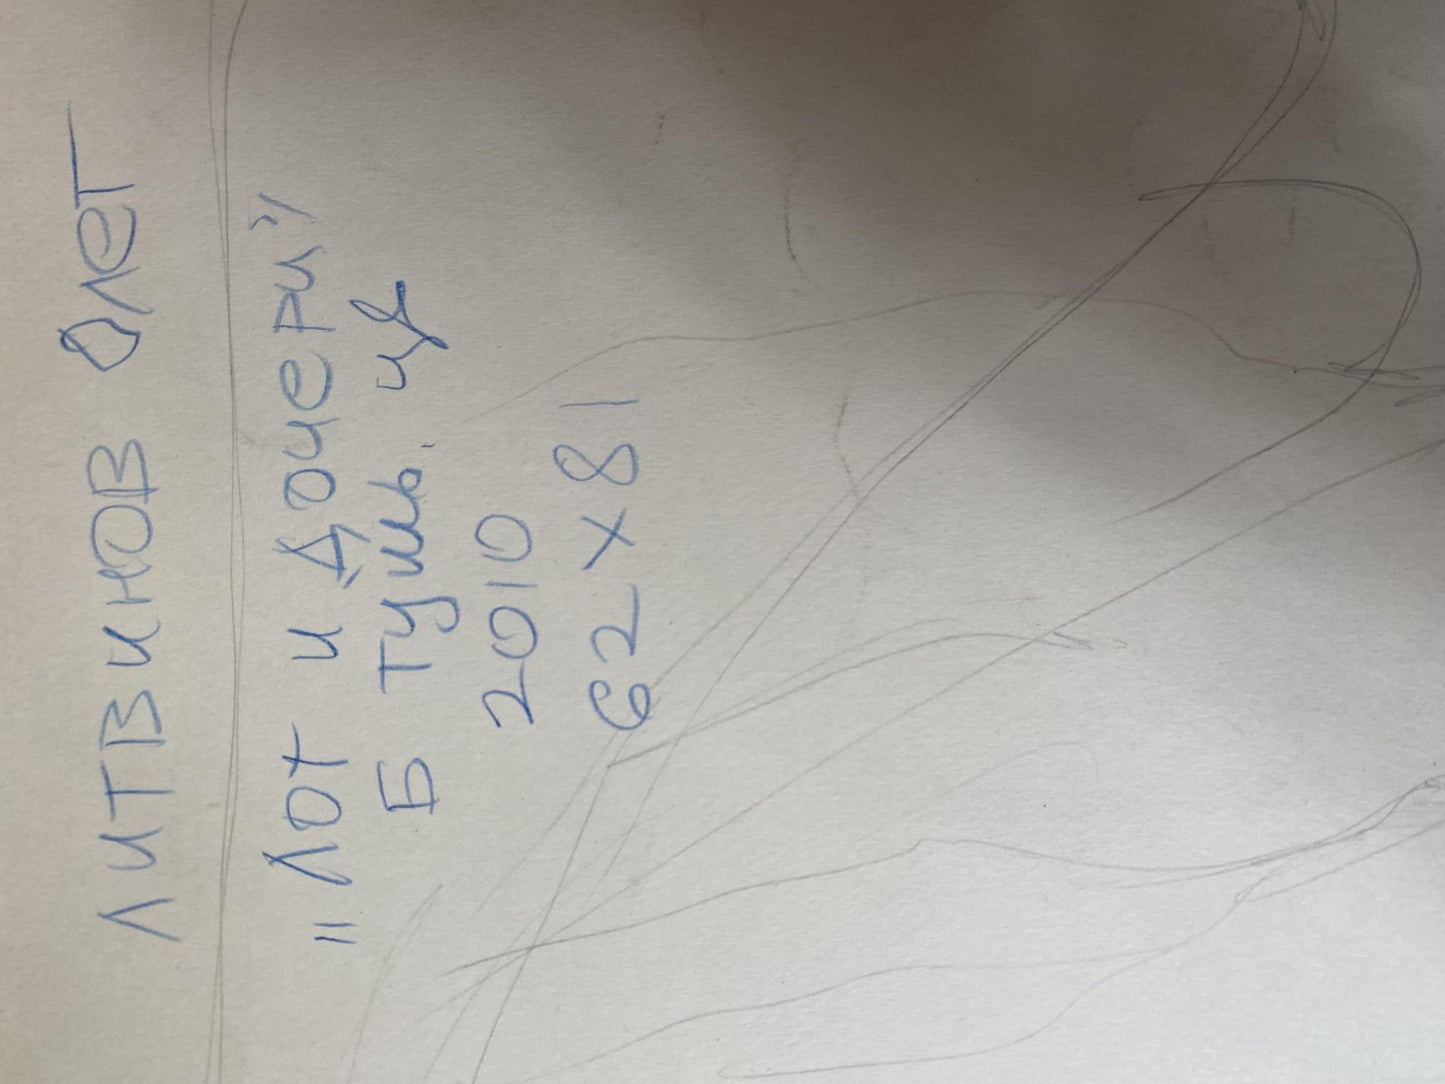 ЛИТВИНОВ ОЛЕГ
"ЛОТ И ДОЧЕРИ"
Б тушь. цв
2010
62 x 81